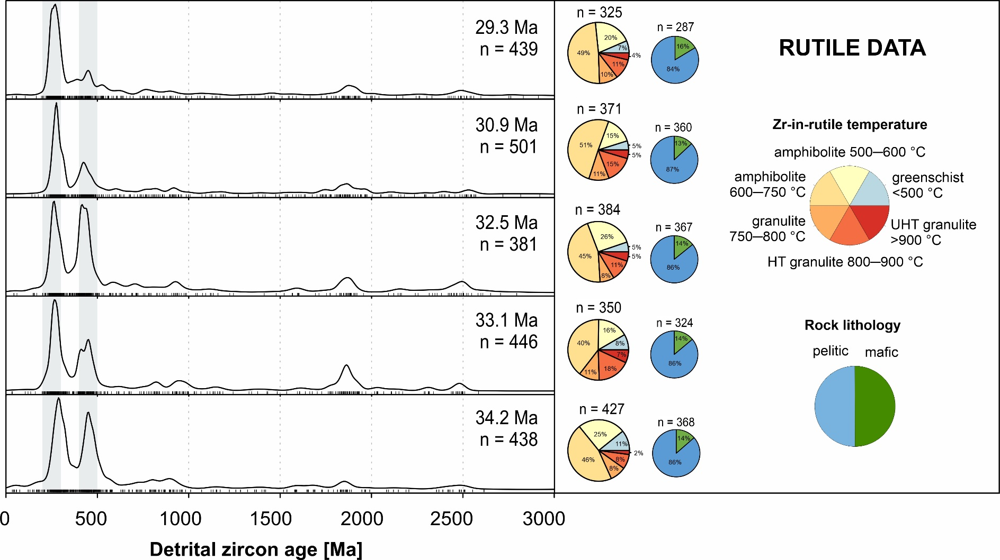 29.3 Ma
n = 439
n = 325
20%
7%
4%
49%
11%
10%
n = 287
16%
84%
RUTILE DATA
30.9 Ma
n = 501
n = 371
15%
5%
5%
51%
15%
11%
n = 360
13%
87%
Zr-in-rutile temperature
amphibolite 500—600 °C
amphibolite
600—750 °C
greenschist
<500 °C
granulite
750—800 °C
UHT granulite
>900 °C
HT granulite 800—900 °C
32.5 Ma
n = 381
n = 384
26%
5%
5%
45%
11%
8%
n = 367
14%
86%
33.1 Ma
n = 446
n = 350
16%
8%
7%
40%
18%
11%
n = 324
14%
86%
Rock lithology
pelitic
mafic
34.2 Ma
n = 438
n = 427
25%
11%
2%
46%
8%
8%
n = 368
14%
86%
0 500 1000 1500 2000 2500 3000
Detrital zircon age [Ma]